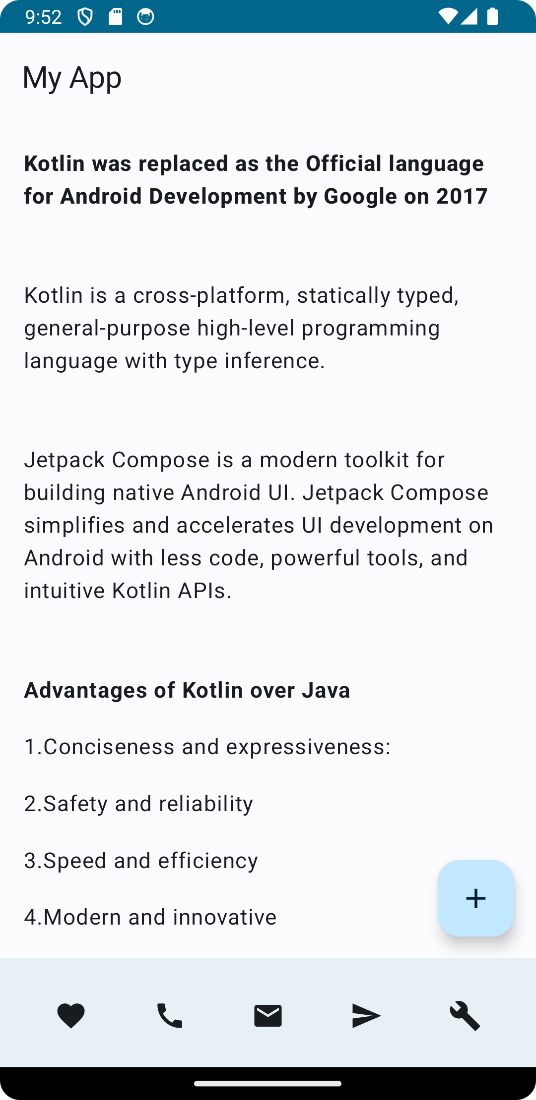 9:52
My App
Kotlin was replaced as the Official language
for Android Development by Google on 2017
Kotlin is a cross-platform, statically typed,
general-purpose high-level programming
language with type inference.
Jetpack Compose is a modern toolkit for
building native Android UI. Jetpack Compose
simplifies and accelerates UI development on
Android with less code, powerful tools, and
intuitive Kotlin APIs.
Advantages of Kotlin over Java
1.Conciseness and expressiveness:
2.Safety and reliability
3.Speed and efficiency
4.Modern and innovative